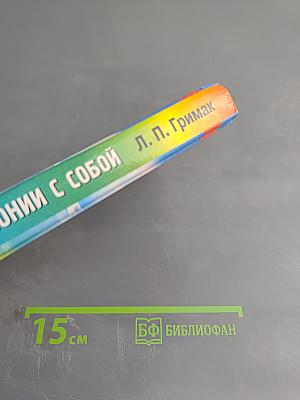 ОНИИ С СОБОЙ Л. П. Гримак
15 см
БФ БИБЛИОФАН